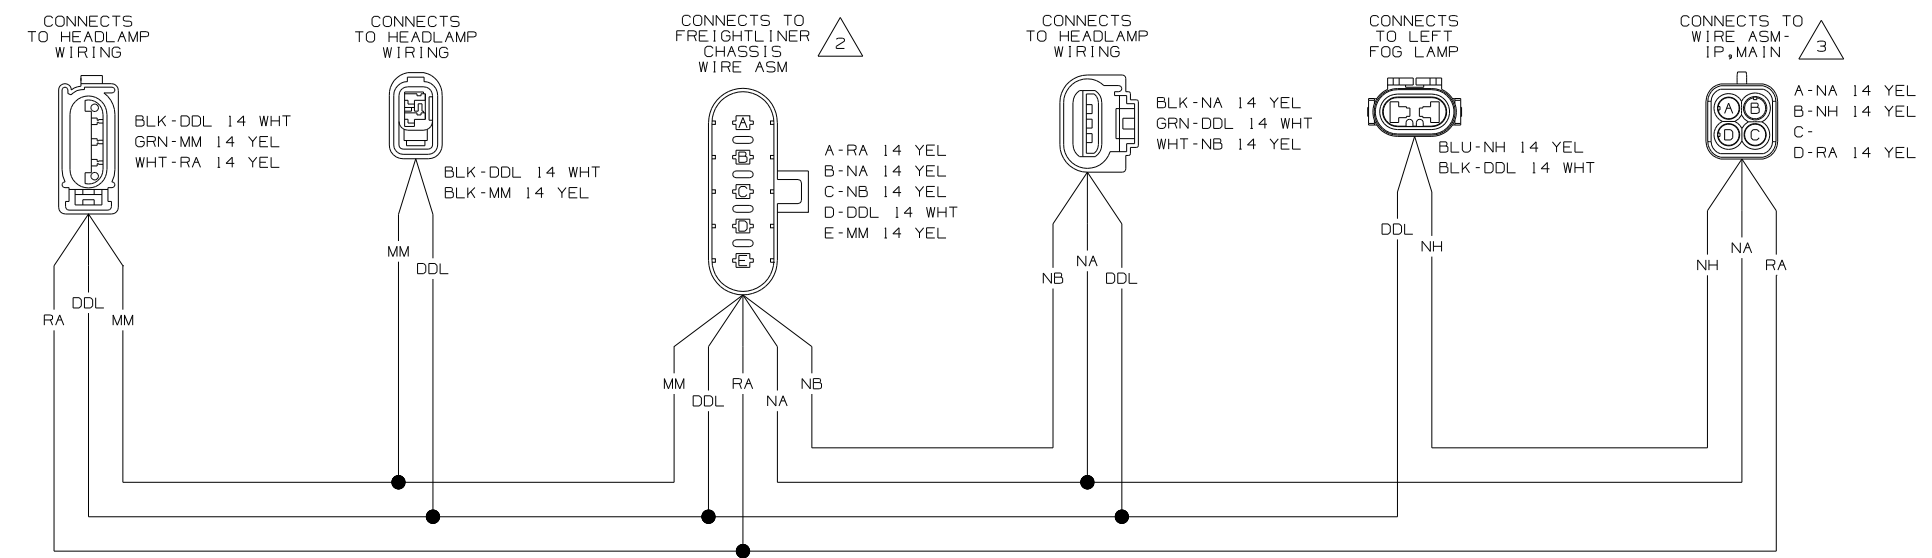 CONNECTS
TO HEADLAMP
WIRING
BLK-DDL 14 WHT
GRN-MM 14 YEL
WHT-RA 14 YEL
RA
DDL
MM
CONNECTS
TO HEADLAMP
WIRING
BLK-DDL 14 WHT
BLK-MM 14 YEL
MM
DDL
CONNECTS TO
FREIGHTLINER
CHASSIS
WIRE ASM
2
A
B
C
D
E
A-RA 14 YEL
B-NA 14 YEL
C-NB 14 YEL
D-DDL 14 WHT
E-MM 14 YEL
MM
DDL
RA
NA
NB
CONNECTS
TO HEADLAMP
WIRING
BLK-NA 14 YEL
GRN-DDL 14 WHT
WHT-NB 14 YEL
NB
NA
DDL
CONNECTS
TO LEFT
FOG LAMP
BLU-NH 14 YEL
BLK-DDL 14 WHT
DDL
NH
CONNECTS TO
WIRE ASM-
IP,MAIN
3
A B
D C
A-NA 14 YEL
B-NH 14 YEL
C-
D-RA 14 YEL
NH
NA
RA